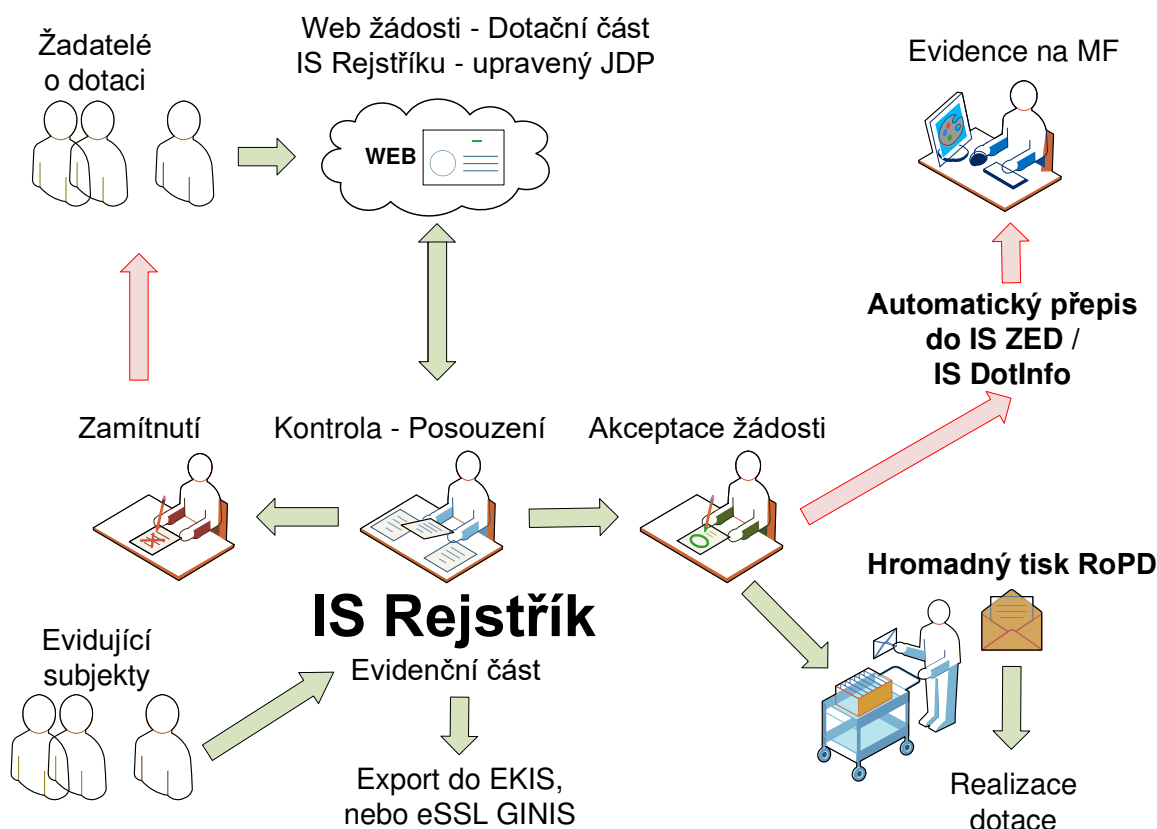 Žadatelé
o dotaci
Web žádosti - Dotační část
IS Rejstříku - upravený JDP
WEB
Evidence na MF
Automatický přepis
do IS ZED /
IS DotInfo
Zamítnutí
Kontrola - Posouzení
Akceptace žádosti
Hromadný tisk RoPD
IS Rejstřík
Evidenční část
Evidující
subjekty
Export do EKIS,
nebo eSSL GINIS
Realizace
dotace